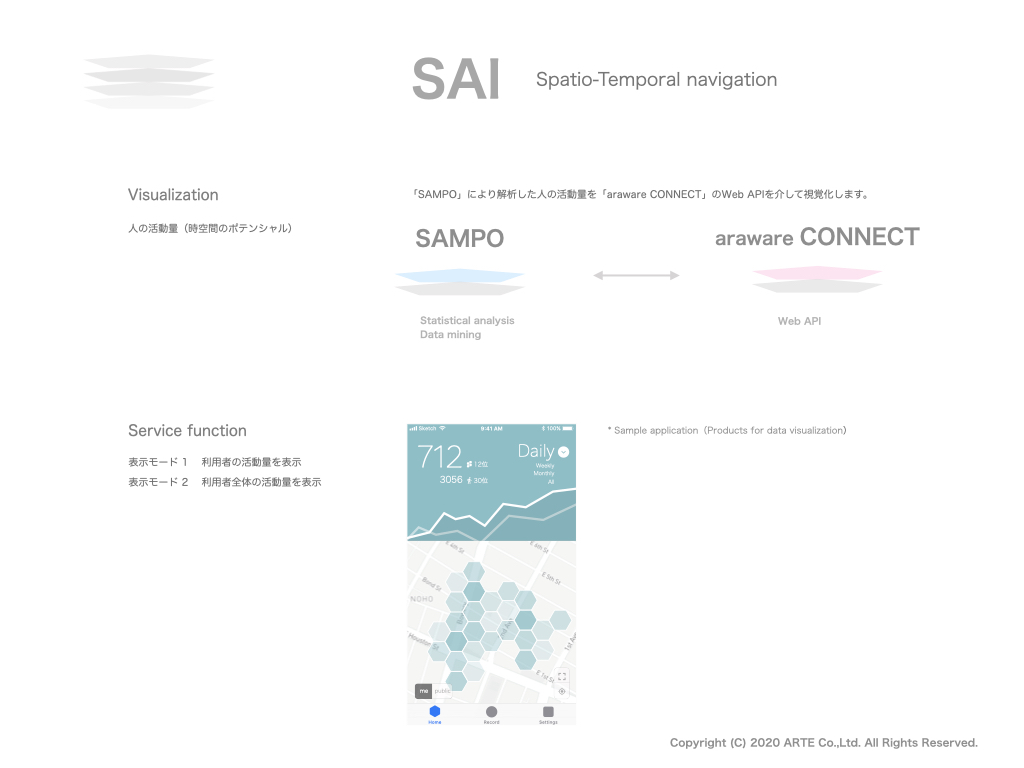 SAI
Spatio-Temporal navigation
Visualization
人の活動量（時空間のポテンシャル）
「SAMPO」により解析した人の活動量を「araware CONNECT」のWeb APIを介して視覚化します。
SAMPO
araware CONNECT
Statistical analysis
Data mining
Web API
Service function
表示モード 1 利用者の活動量を表示
表示モード 2 利用者全体の活動量を表示
Sketch 9:41 AM 100%
712 12位
3056 30位
Daily
Weekly
Monthly
All
E 4th St
E 6th St
E 5th St
Bond St
NOHO
Houston St
1st Av
E 1st St
me public
Home Record Settings
* Sample application（Products for data visualization）
Copyright (C) 2020 ARTE Co.,Ltd. All Rights Reserved.